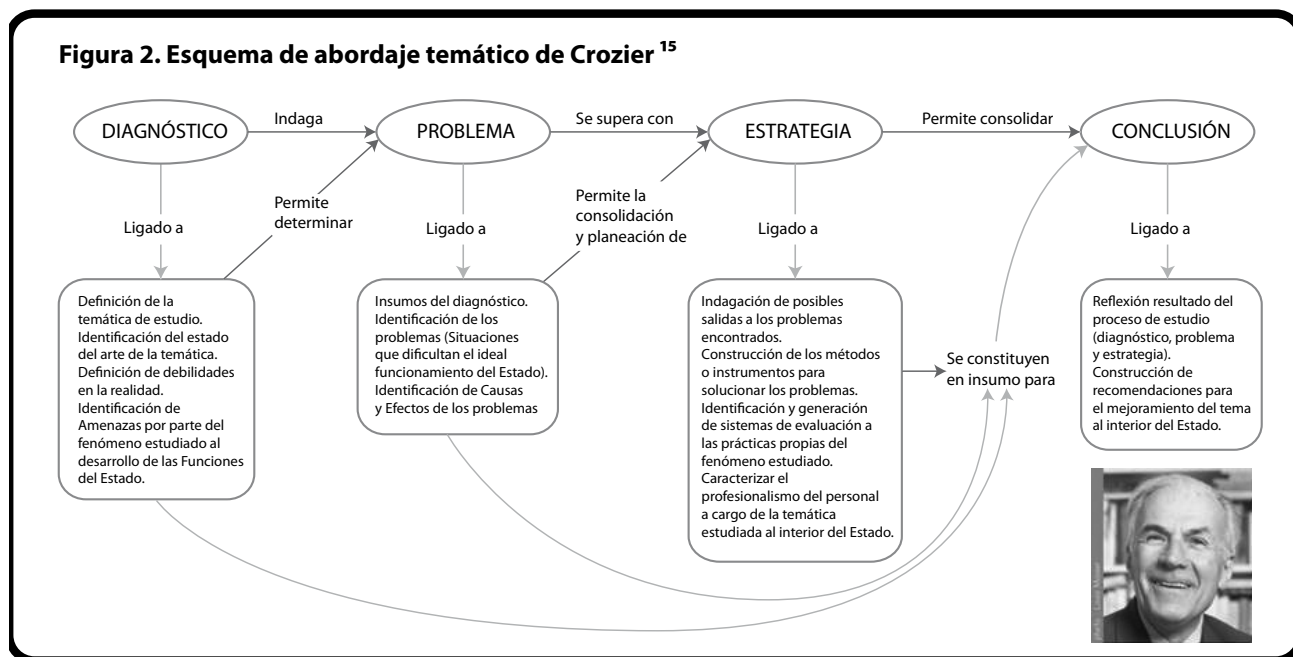 Figura 2. Esquema de abordaje temático de Crozier ¹⁵
DIAGNÓSTICO
Indaga
PROBLEMA
Se supera con
ESTRATEGIA
Permite consolidar
CONCLUSIÓN
Ligado a
Permite
determinar
Ligado a
Permite la
consolidación
y planeación de
Ligado a
Ligado a
Definición de la
temática de estudio.
Identificación del estado
del arte de la temática.
Definición de debilidades
en la realidad.
Identificación de
Amenazas por parte del
fenómeno estudiado al
desarrollo de las Funciones
del Estado.
Insumos del diagnóstico.
Identificación de los
problemas (Situaciones
que dificultan el ideal
funcionamiento del Estado).
Identificación de Causas
y Efectos de los problemas
Indagación de posibles
salidas a los problemas
encontrados.
Construcción de los métodos
o instrumentos para
solucionar los problemas.
Identificación y generación
de sistemas de evaluación a
las prácticas propias del
fenómeno estudiado.
Caracterizar el
profesionalismo del personal
a cargo de la temática
estudiada al interior del Estado.
Se constituyen
en insumo para
Reflexión resultado del
proceso de estudio
(diagnóstico, problema
y estrategia).
Construcción de
recomendaciones para
el mejoramiento del tema
al interior del Estado.